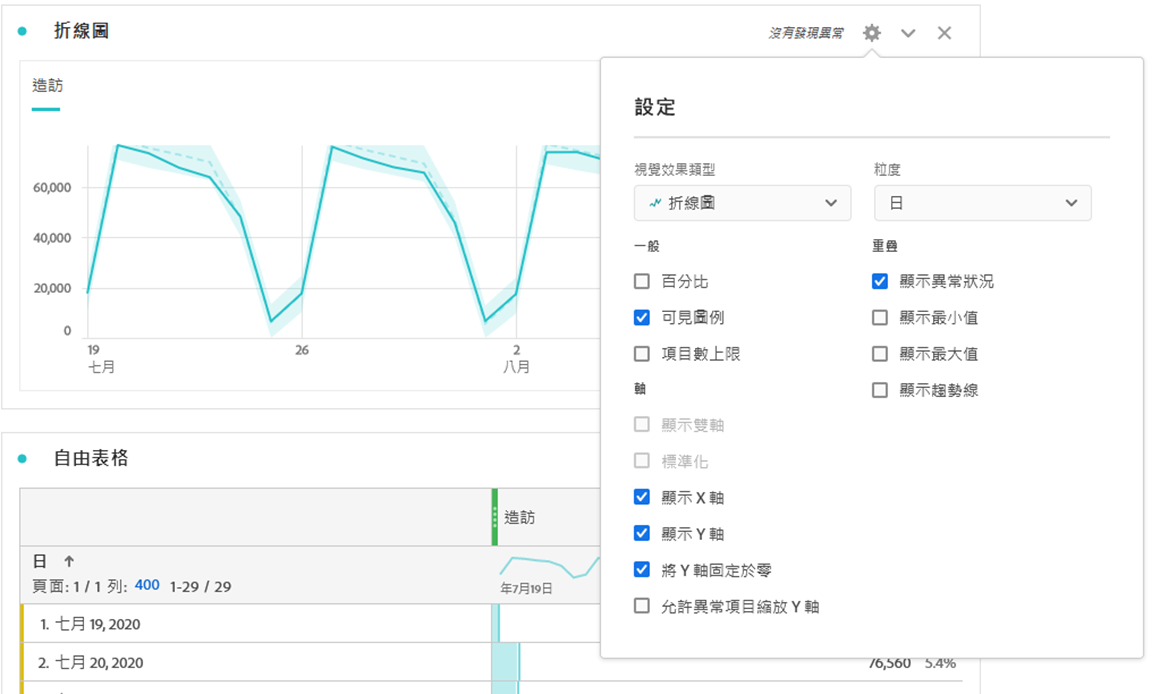 折線圖
沒有發現異常
造訪
60,000
40,000
20,000
0
19 26 2
七月 八月
設定
視覺效果類型 粒度
折線圖 日
一般 重疊
百分比 顯示異常狀況
可見圖例 顯示最小值
項目數上限 顯示最大值
軸 顯示趨勢線
顯示雙軸
標準化
顯示 X 軸
顯示 Y 軸
將 Y 軸固定於零
允許異常項目縮放 Y 軸
自由表格
造訪
日
頁面: 1 / 1 列: 400 1-29 / 29
年7月19日
1. 七月 19, 2020
2. 七月 20, 2020 76,560 5.4%